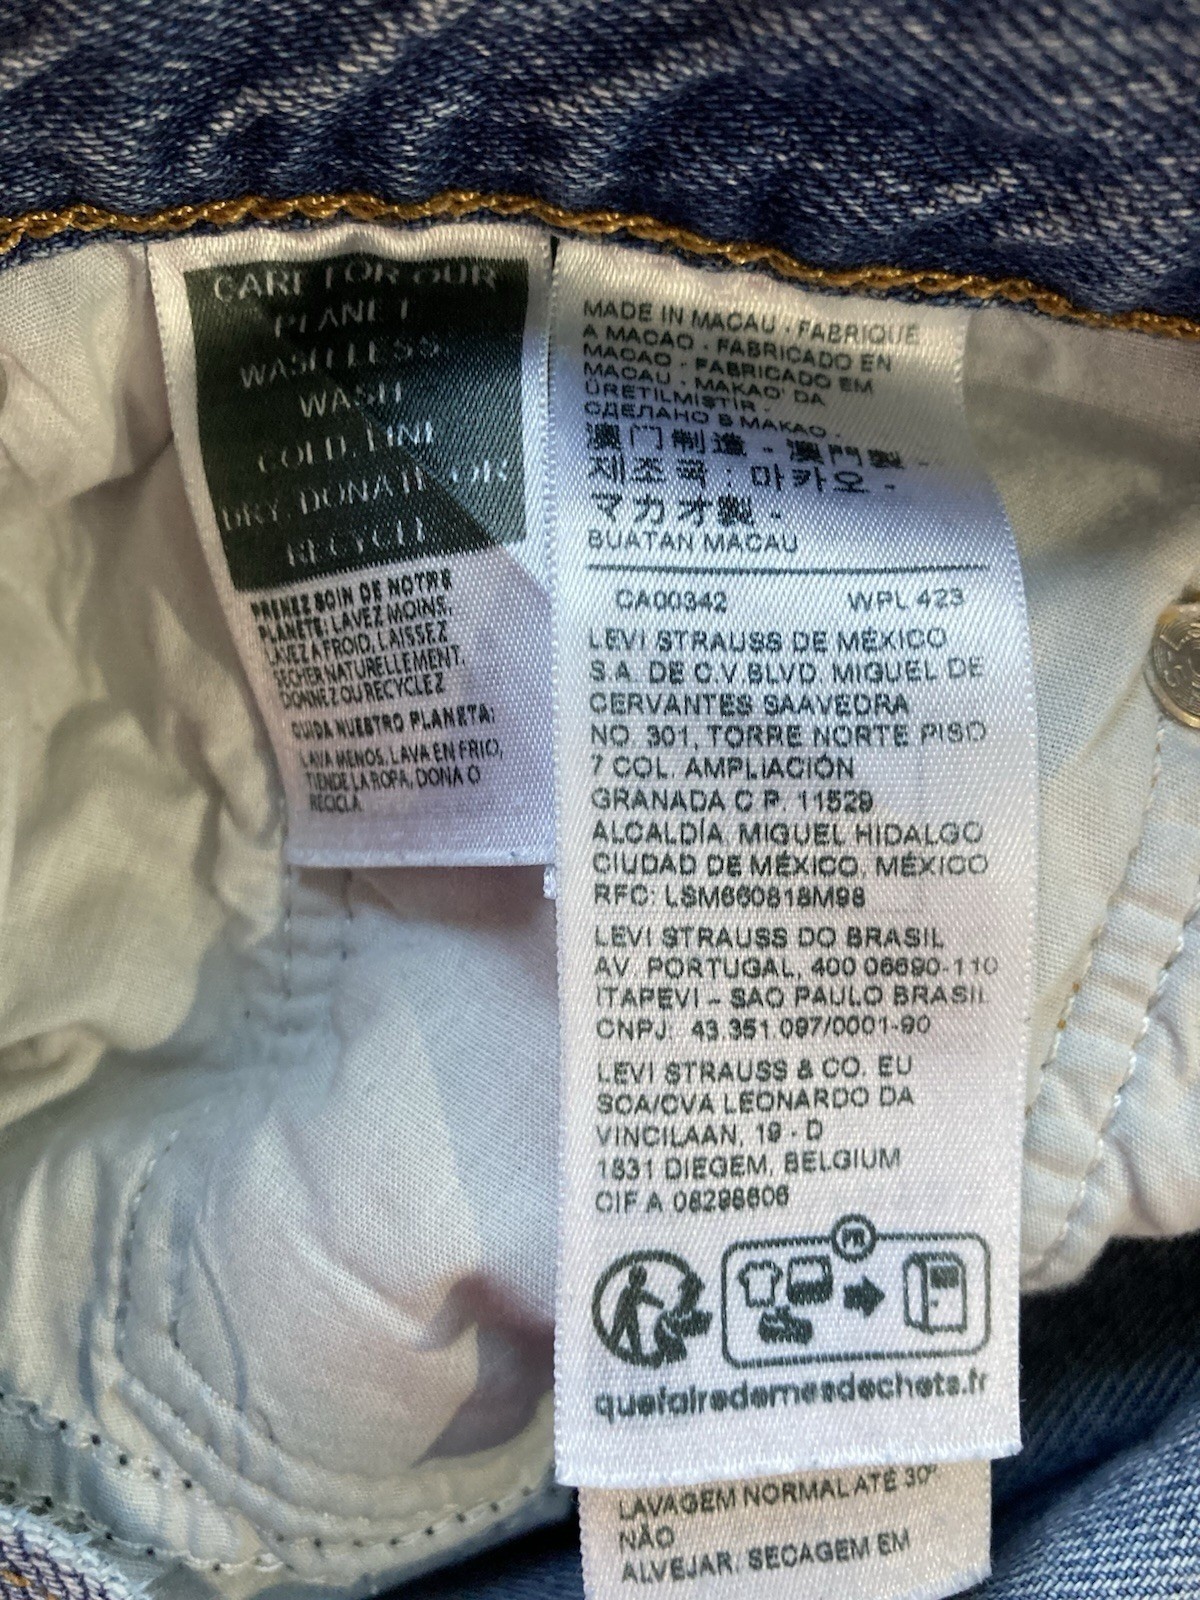 CARE FOR OUR
PLANET
WASH LESS
WASH
COLD, LINE
DRY, DONATE OR
RECYCLE
PRENEZ SOIN DE NOTRE
PLANÈTE: LAVEZ MOINS,
LAVEZ A FROID, LAISSEZ
SÉCHER NATURELLEMENT.
DONNEZ OU RECYCLEZ
CUIDA NUESTRO PLANETA:
LAVA MENOS, LAVA EN FRIO,
TIENDE LA ROPA, DONA O
RECICLA
MADE IN MACAU - FABRIQUE
A MACAO - FABRICADO EN
MACAO - FABRICADO EM
MACAU - MAKAO' DA
ÜRETILMISTIR -
СДЕЛАНО В МАКАО -
澳门制造 - 澳門製 -
제조국 : 마카오 -
マカオ製 -
BUATAN MACAU
CA00342 WPL 423
LEVI STRAUSS DE MÉXICO
S.A. DE C.V.BLVD. MIGUEL DE
CERVANTES SAAVEDRA
NO. 301, TORRE NORTE PISO
7 COL. AMPLIACIÓN
GRANADA C.P. 11529
ALCALDÍA, MIGUEL HIDALGO
CIUDAD DE MÉXICO, MÉXICO
RFC: LSM660818M98
LEVI STRAUSS DO BRASIL
AV. PORTUGAL, 400 06690-110
ITAPEVI – SAO PAULO BRASIL
CNPJ: 43.351.097/0001-90
LEVI STRAUSS & CO. EU
SCA/CVA LEONARDO DA
VINCILAAN, 19 - D
1831 DIEGEM, BELGIUM
CIF A 08298606
FR
quefairedemesdechets.fr
LAVAGEM NORMAL ATÉ 30°.
NÃO
ALVEJAR. SECAGEM EM